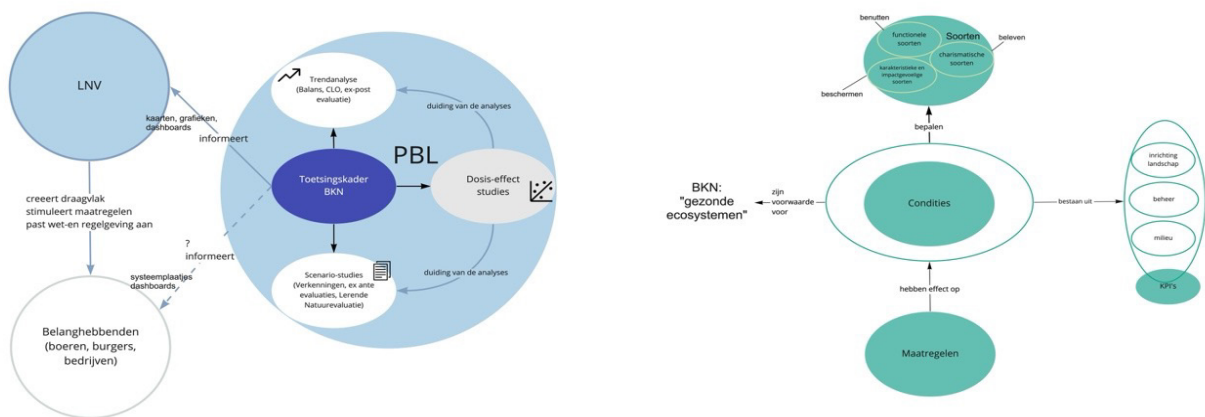 LNV
kaarten, grafieken,
dashboards
informeert
creeert draagvlak
stimuleert maatregelen
past wet-en regelgeving aan
?
informeert
systeemplaatjes
dashboards
Belanghebbenden
(boeren, burgers,
bedrijven)
Trendanalyse
(Balans, CLO, ex-post
evaluatie)
duiding van de analyses
PBL
Toetsingskader
BKN
Dosis-effect
studies
duiding van de analyses
Scenario-studies
(Verkenningen, ex ante
evaluaties, Lerende
Natuurevaluatie)
benutten
functionele
soorten
Soorten
beleven
charismatische
soorten
karakteristieke en
impactgevoelige
soorten
beschermen
bepalen
BKN:
"gezonde
ecosystemen"
zijn
voorwaarde
voor
Condities
bestaan uit
inrichting
landschap
beheer
milieu
KPI's
hebben effect op
Maatregelen